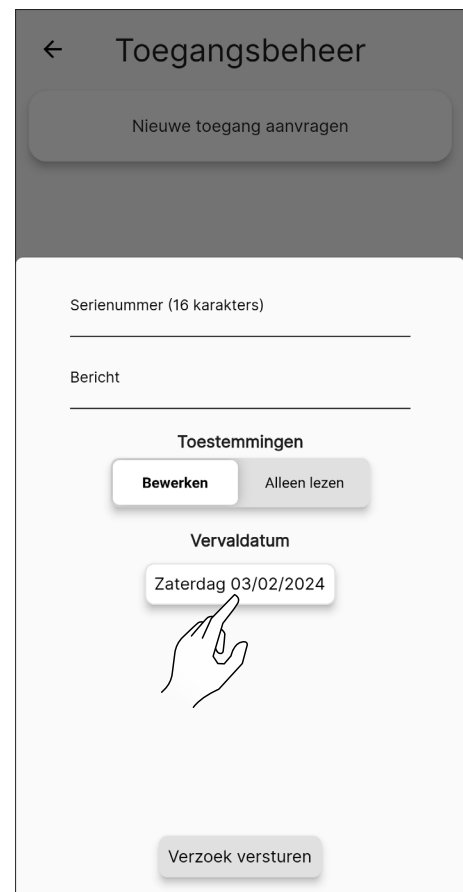 Toegangsbeheer
Nieuwe toegang aanvragen
Serienummer (16 karakters)
Bericht
Toestemmingen
Bewerken Alleen lezen
Vervaldatum
Zaterdag 03/02/2024
Verzoek versturen